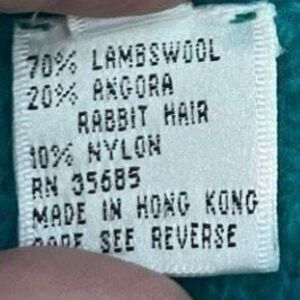 70% LAMBSWOOL
20% ANGORA
RABBIT HAIR
10% NYLON
RN 35685
MADE IN HONG KONG
CARE SEE REVERSE